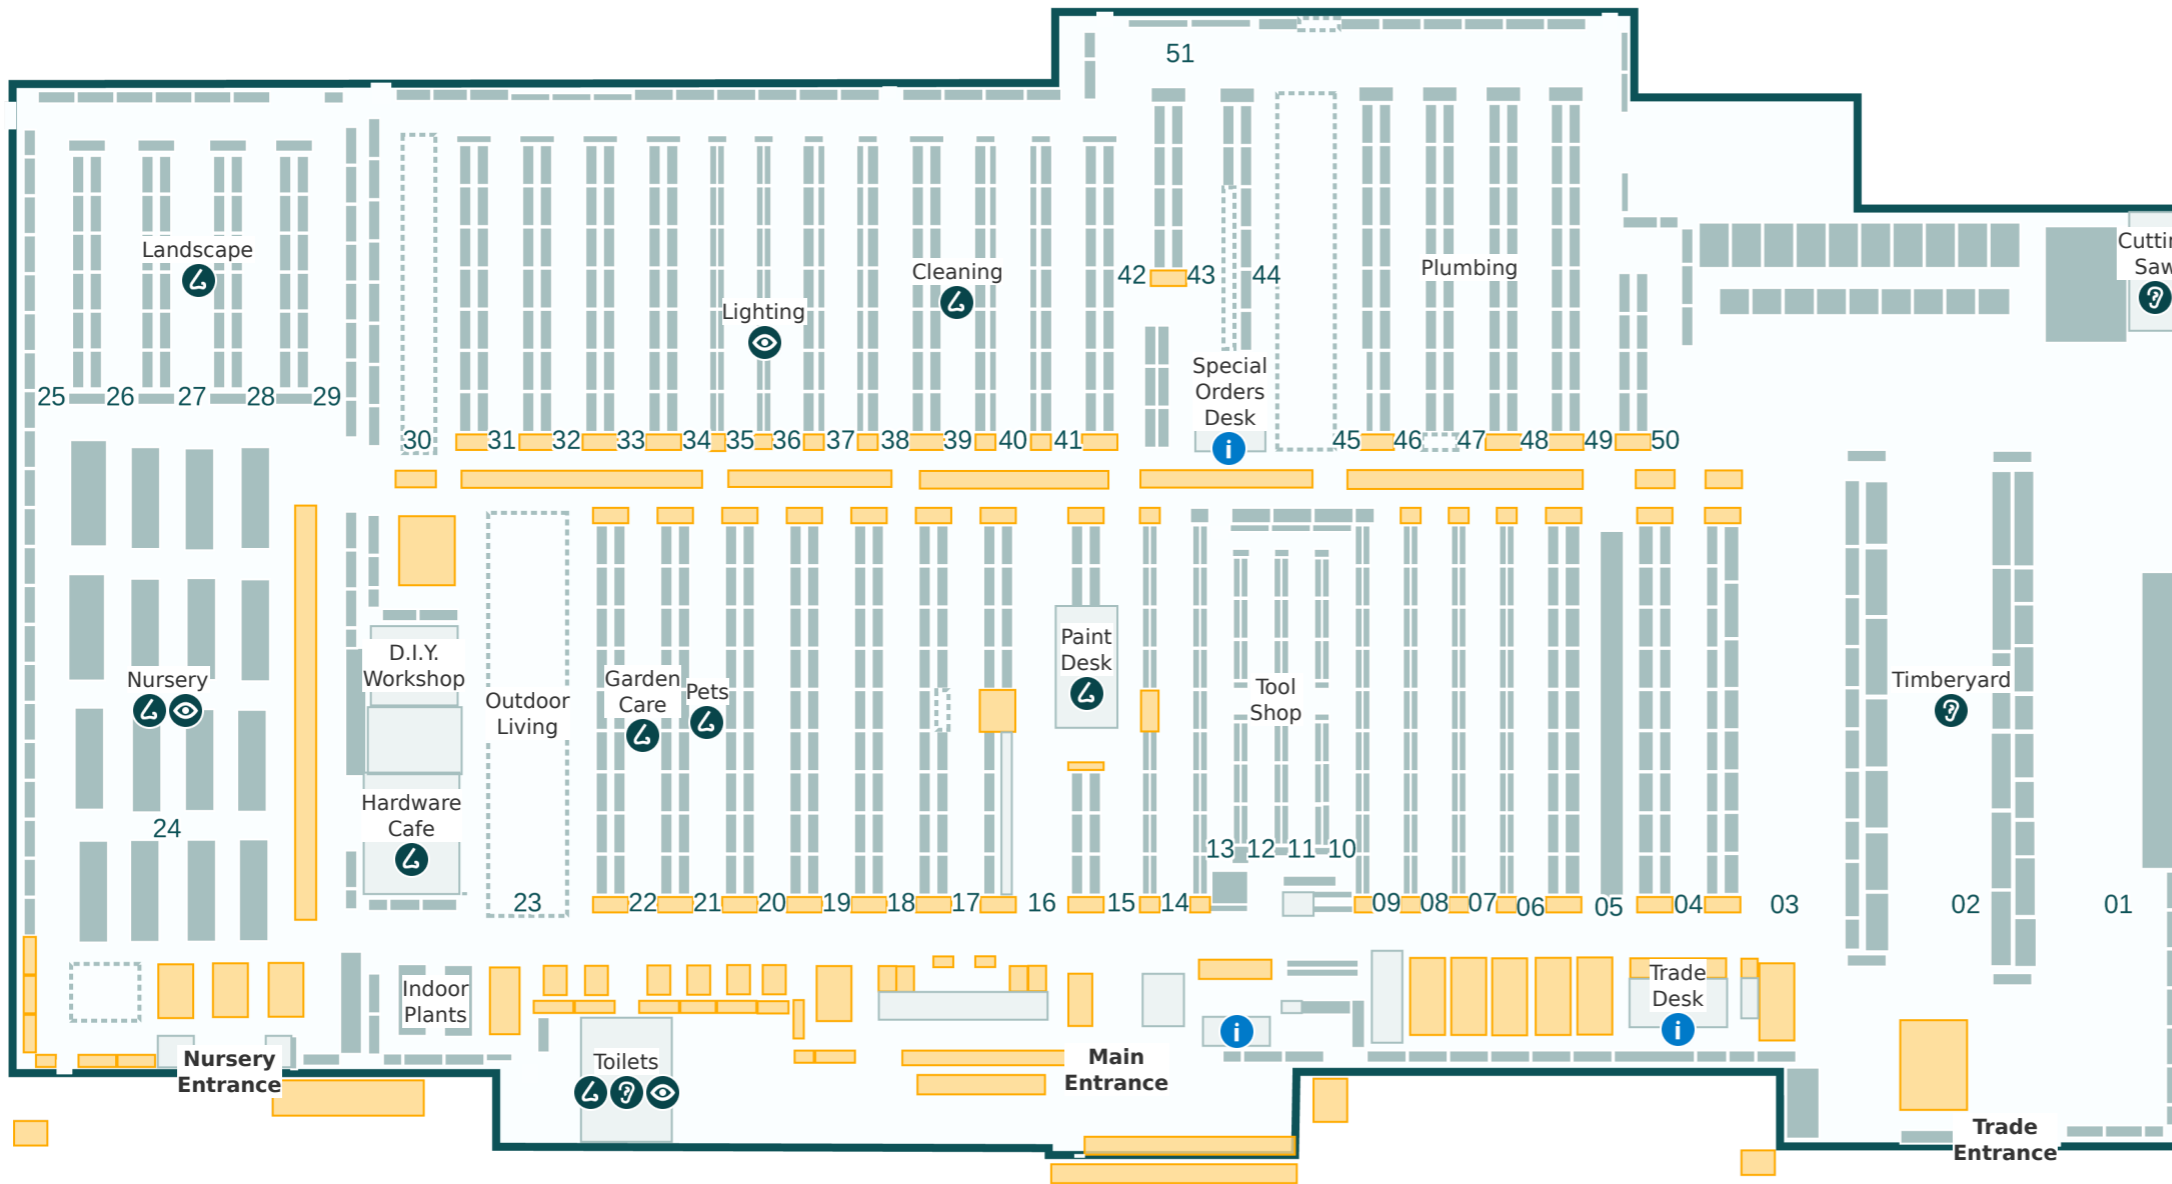 51
Landscape
Cleaning
Lighting
42
43
44
Plumbing
Cuttin
Saw
Special
Orders
Desk
i
25
26
27
28
29
30
31
32
33
34
35
36
37
38
39
40
41
45
46
47
48
49
50
D.I.Y.
Workshop
Nursery
Outdoor
Living
Garden
Care
Pets
Paint
Desk
Tool
Shop
Timberyard
Hardware
Cafe
24
13
12
11
10
23
22
21
20
19
18
17
16
15
14
09
08
07
06
05
04
03
02
01
Indoor
Plants
Trade
Desk
i
i
Nursery
Entrance
Toilets
Main
Entrance
Trade
Entrance